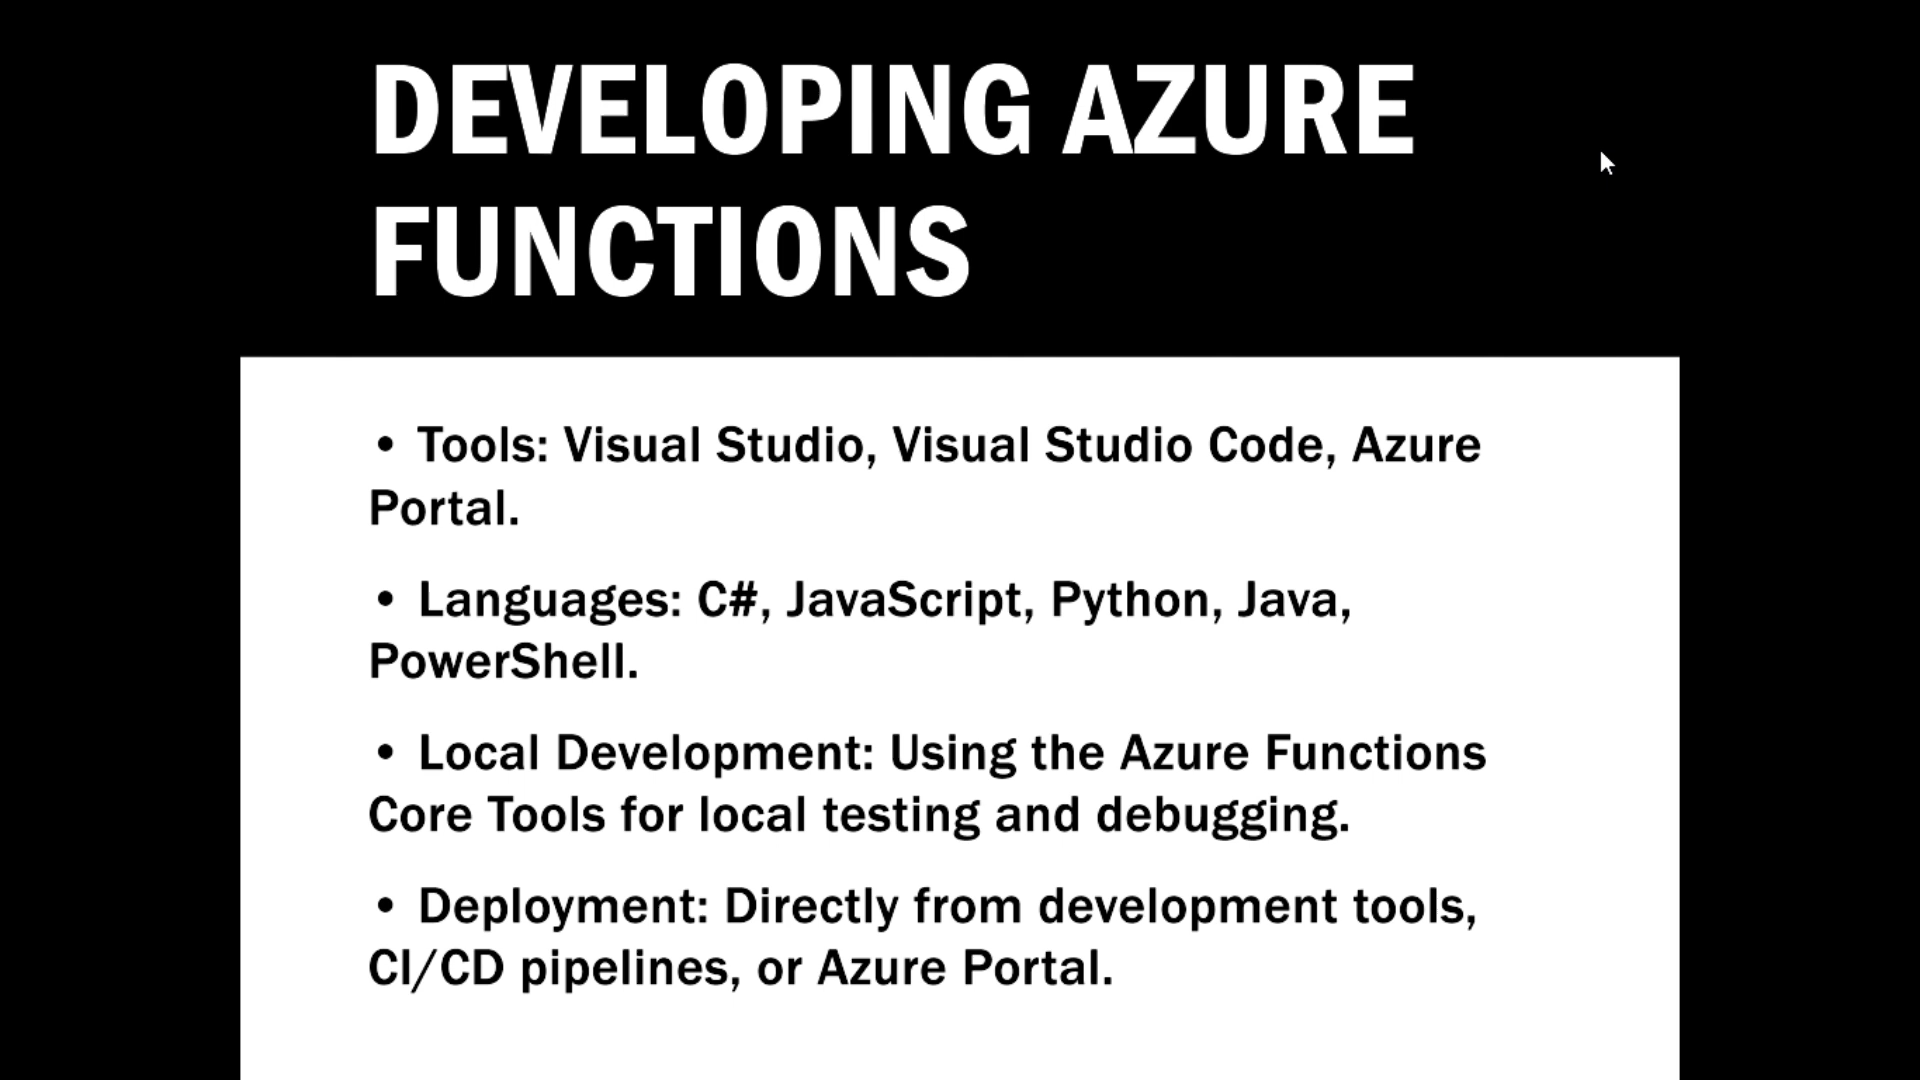 DEVELOPING AZURE
FUNCTIONS
• Tools: Visual Studio, Visual Studio Code, Azure
Portal.
• Languages: C#, JavaScript, Python, Java,
PowerShell.
• Local Development: Using the Azure Functions
Core Tools for local testing and debugging.
• Deployment: Directly from development tools,
CI/CD pipelines, or Azure Portal.